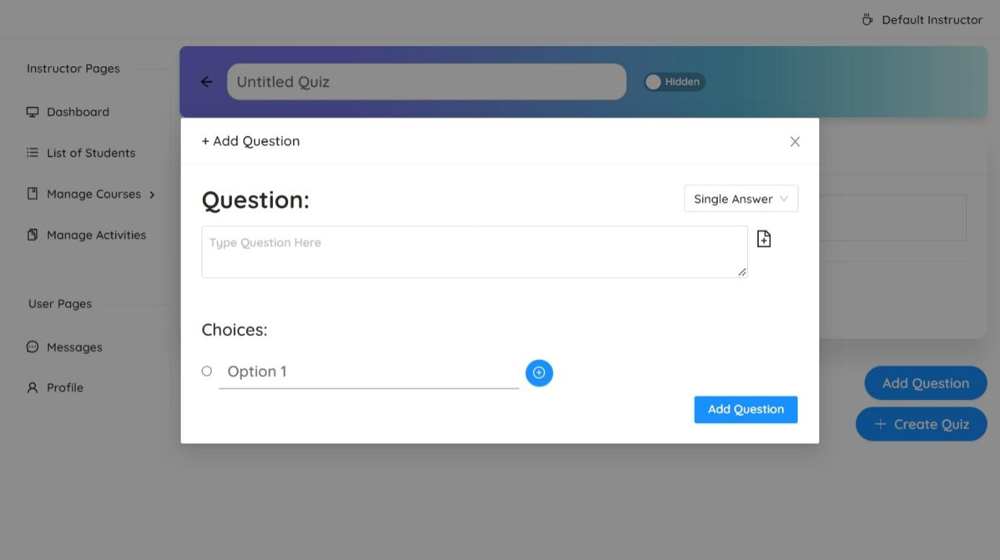 Default Instructor
Instructor Pages
Dashboard
List of Students
Manage Courses
Manage Activities
User Pages
Messages
Profile
Untitled Quiz
Hidden
+ Add Question
Question:
Single Answer
Type Question Here
Choices:
Option 1
Add Question
Add Question
+ Create Quiz